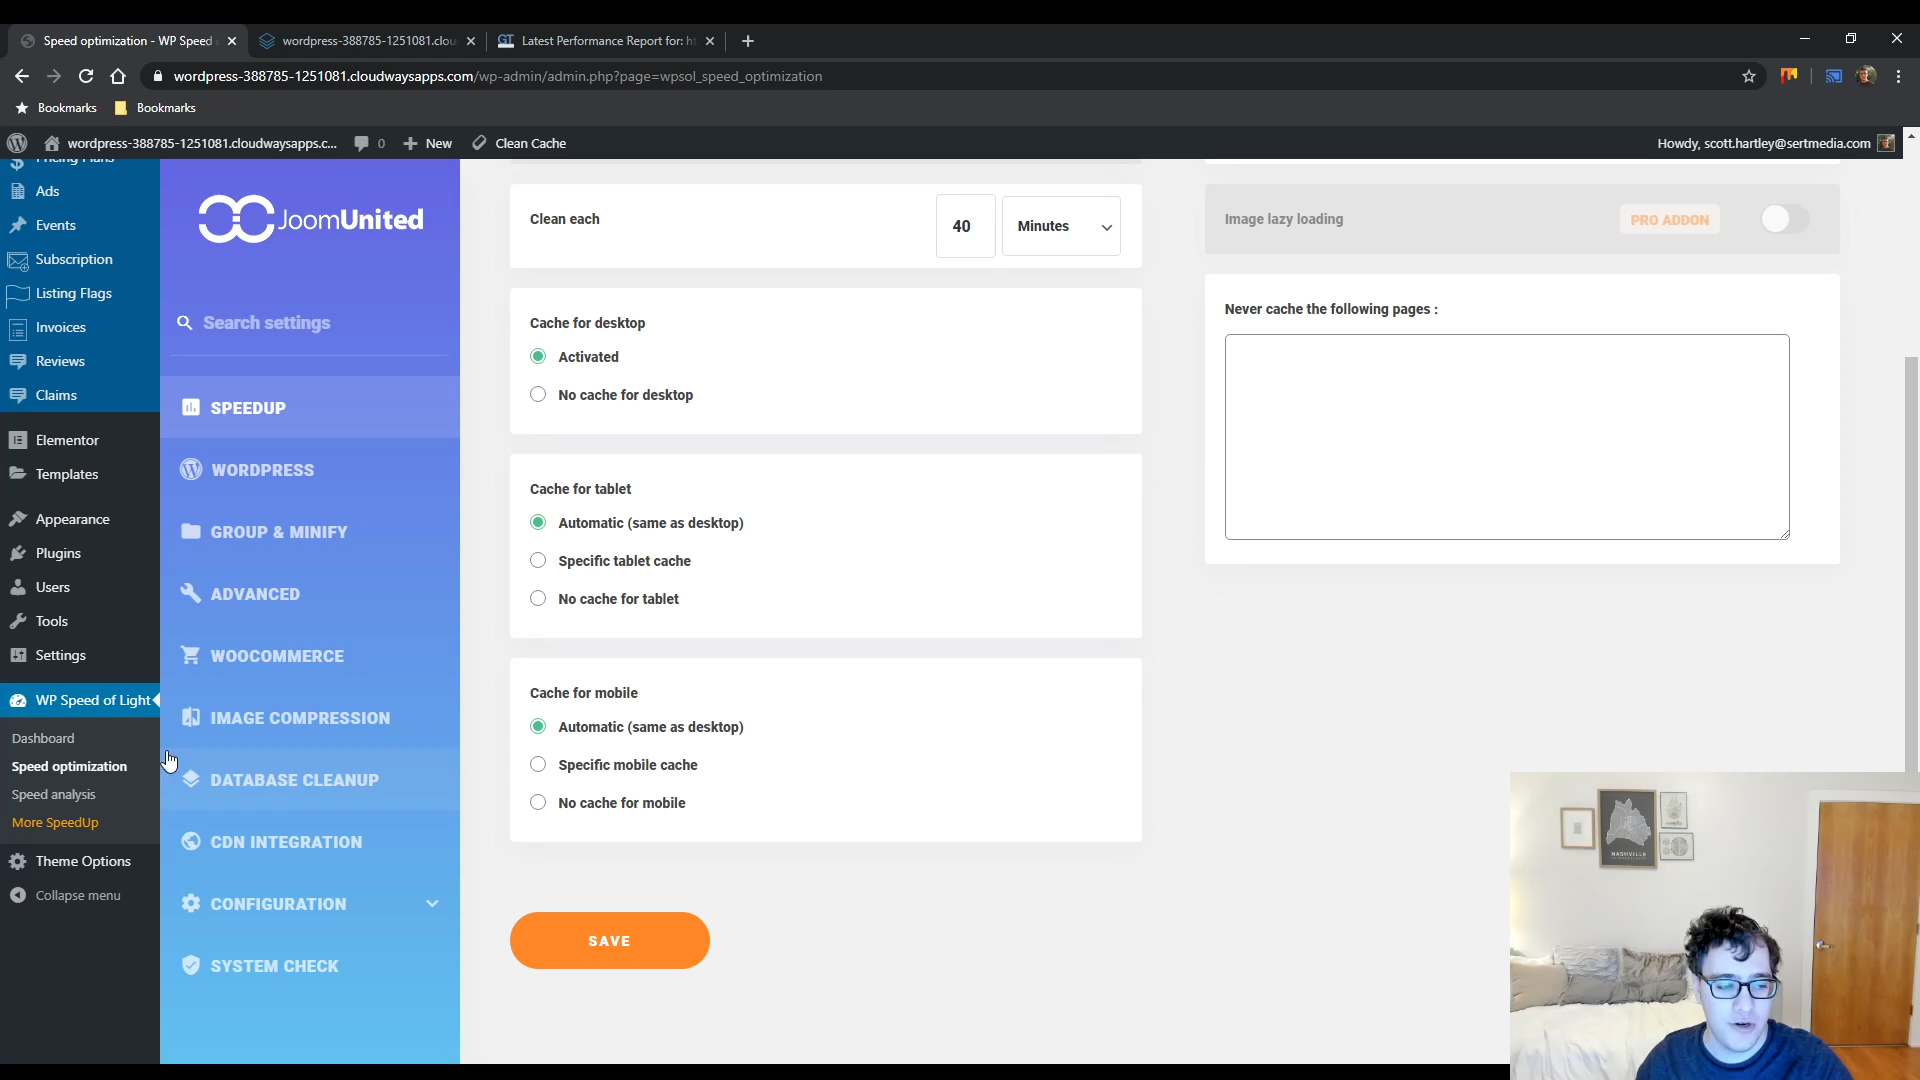 Speed optimization - WP Speed
wordpress-388785-1251081.clou
GT Latest Performance Report for: h
wordpress-388785-1251081.cloudwaysapps.com/wp-admin/admin.php?page=wpsol_speed_optimization
Bookmarks
Bookmarks
wordpress-388785-1251081.cloudwaysapps.c...
0
New
Clean Cache
Howdy, scott.hartley@sertmedia.com
Pricing Plans
Ads
Events
Subscription
Listing Flags
Invoices
Reviews
Claims
Elementor
Templates
Appearance
Plugins
Users
Tools
Settings
WP Speed of Light
Dashboard
Speed optimization
Speed analysis
More SpeedUp
Theme Options
Collapse menu
JoomUnited
Search settings
SPEEDUP
WORDPRESS
GROUP & MINIFY
ADVANCED
WOOCOMMERCE
IMAGE COMPRESSION
DATABASE CLEANUP
CDN INTEGRATION
CONFIGURATION
SYSTEM CHECK
Clean each
40
Minutes
Cache for desktop
Activated
No cache for desktop
Cache for tablet
Automatic (same as desktop)
Specific tablet cache
No cache for tablet
Cache for mobile
Automatic (same as desktop)
Specific mobile cache
No cache for mobile
SAVE
Image lazy loading
PRO ADDON
Never cache the following pages :
NASHVILLE